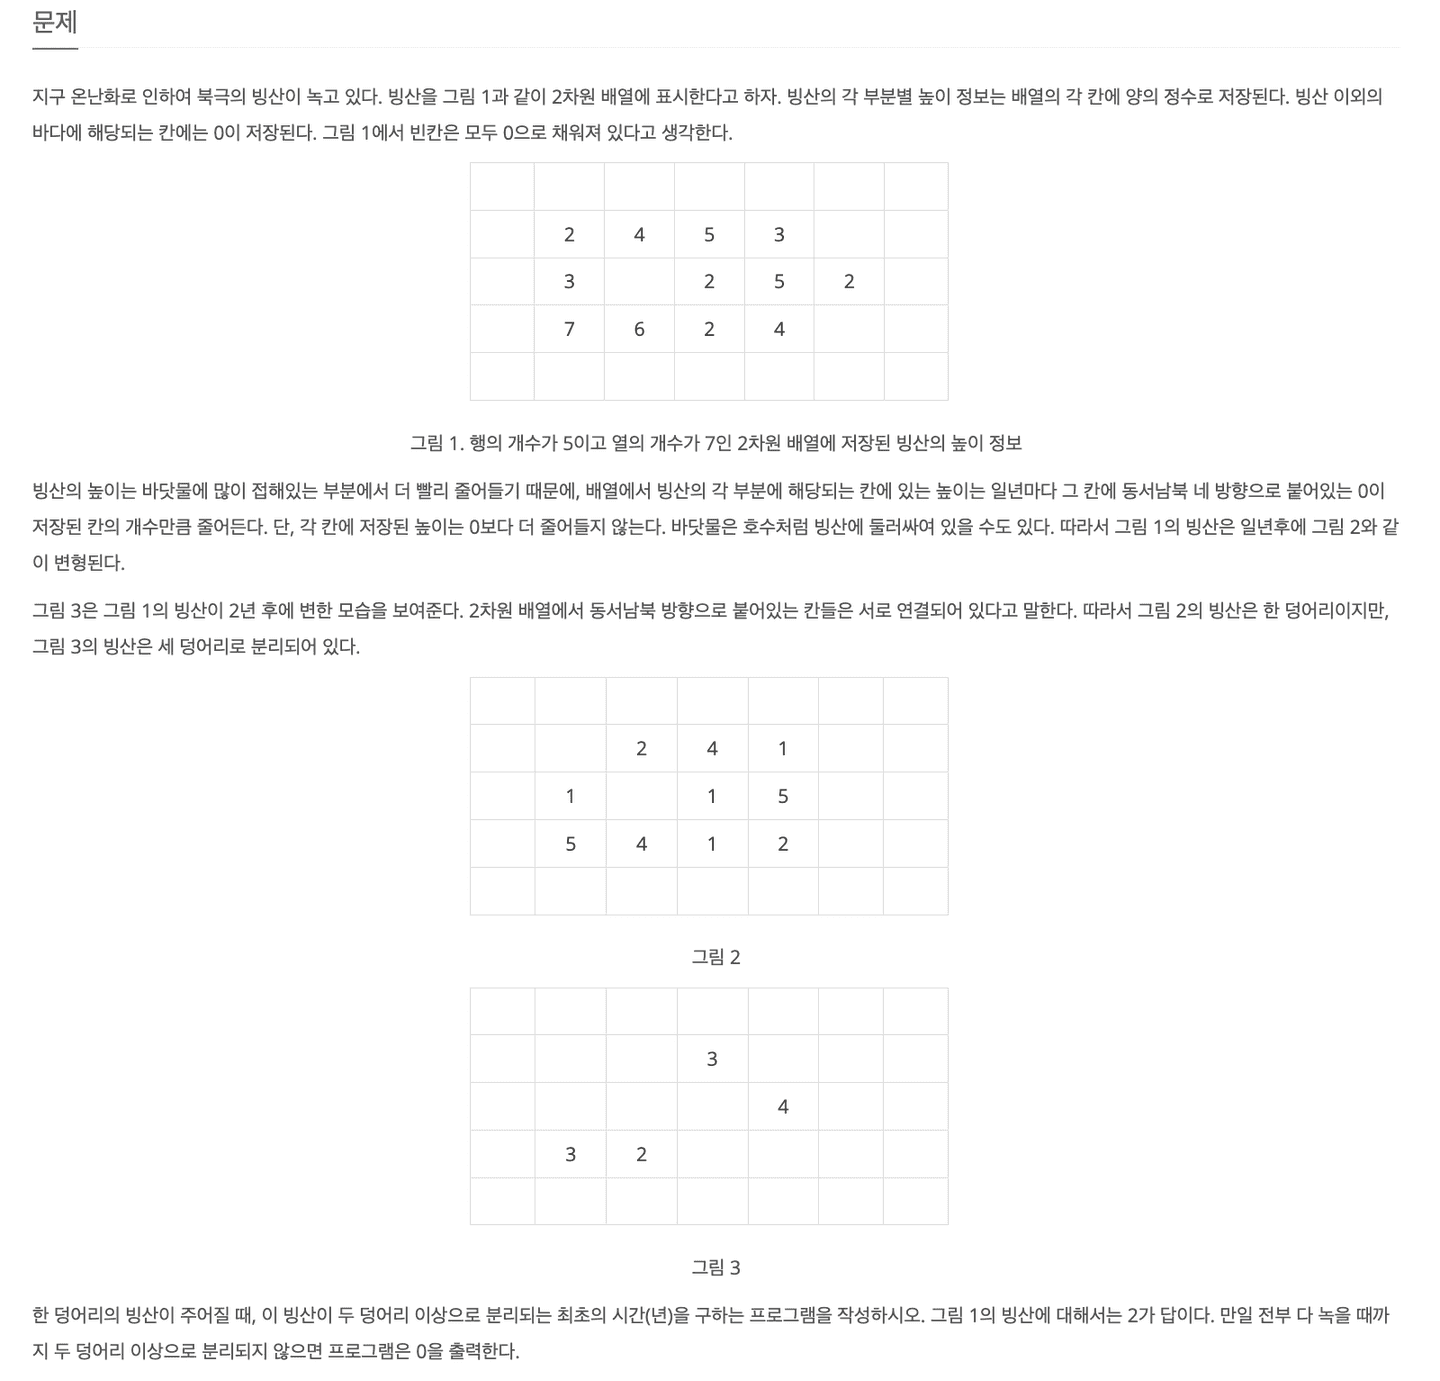 문제
지구 온난화로 인하여 북극의 빙산이 녹고 있다. 빙산을 그림 1과 같이 2차원 배열에 표시한다고 하자. 빙산의 각 부분별 높이 정보는 배열의 각 칸에 양의 정수로 저장된다. 빙산 이외의
바다에 해당되는 칸에는 0이 저장된다. 그림 1에서 빈칸은 모두 0으로 채워져 있다고 생각한다.
2 4 5 3
3 2 5 2
7 6 2 4
그림 1. 행의 개수가 5이고 열의 개수가 7인 2차원 배열에 저장된 빙산의 높이 정보
빙산의 높이는 바닷물에 많이 접해있는 부분에서 더 빨리 줄어들기 때문에, 배열에서 빙산의 각 부분에 해당되는 칸에 있는 높이는 일년마다 그 칸에 동서남북 네 방향으로 붙어있는 0이
저장된 칸의 개수만큼 줄어든다. 단, 각 칸에 저장된 높이는 0보다 더 줄어들지 않는다. 바닷물은 호수처럼 빙산에 둘러싸여 있을 수도 있다. 따라서 그림 1의 빙산은 일년후에 그림 2와 같
이 변형된다.
그림 3은 그림 1의 빙산이 2년 후에 변한 모습을 보여준다. 2차원 배열에서 동서남북 방향으로 붙어있는 칸들은 서로 연결되어 있다고 말한다. 따라서 그림 2의 빙산은 한 덩어리이지만,
그림 3의 빙산은 세 덩어리로 분리되어 있다.
2 4 1
1 1 5
5 4 1 2
그림 2
3
4
3 2
그림 3
한 덩어리의 빙산이 주어질 때, 이 빙산이 두 덩어리 이상으로 분리되는 최초의 시간(년)을 구하는 프로그램을 작성하시오. 그림 1의 빙산에 대해서는 2가 답이다. 만일 전부 다 녹을 때까
지 두 덩어리 이상으로 분리되지 않으면 프로그램은 0을 출력한다.